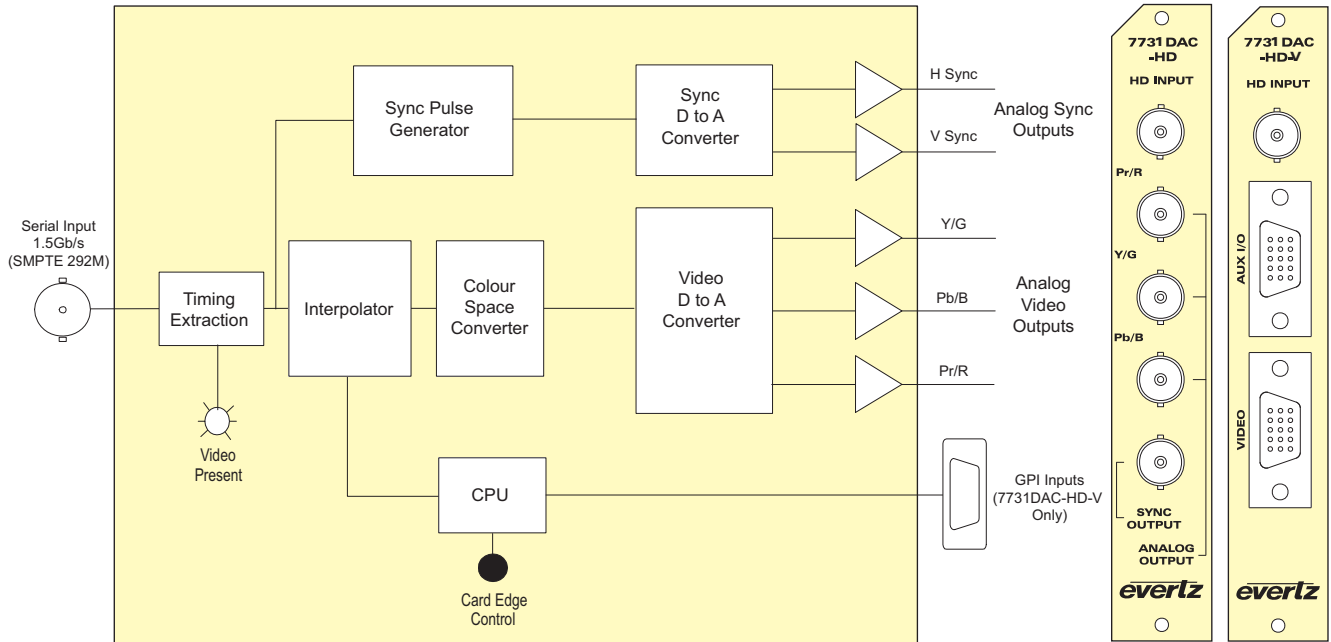 Serial Input
1.5Gb/s
(SMPTE 292M)
Timing
Extraction
Video
Present
Sync Pulse
Generator
Interpolator
Colour
Space
Converter
Sync
D to A
Converter
Video
D to A
Converter
CPU
Card Edge
Control
H Sync
V Sync
Analog Sync
Outputs
Y/G
Pb/B
Pr/R
Analog
Video
Outputs
GPI Inputs
(7731DAC-HD-V
Only)
7731 DAC
-HD
HD INPUT
Pr/R
Y/G
Pb/B
SYNC
OUTPUT
ANALOG
OUTPUT
evertz
7731 DAC
-HD-V
HD INPUT
AUX I/O
VIDEO
evertz